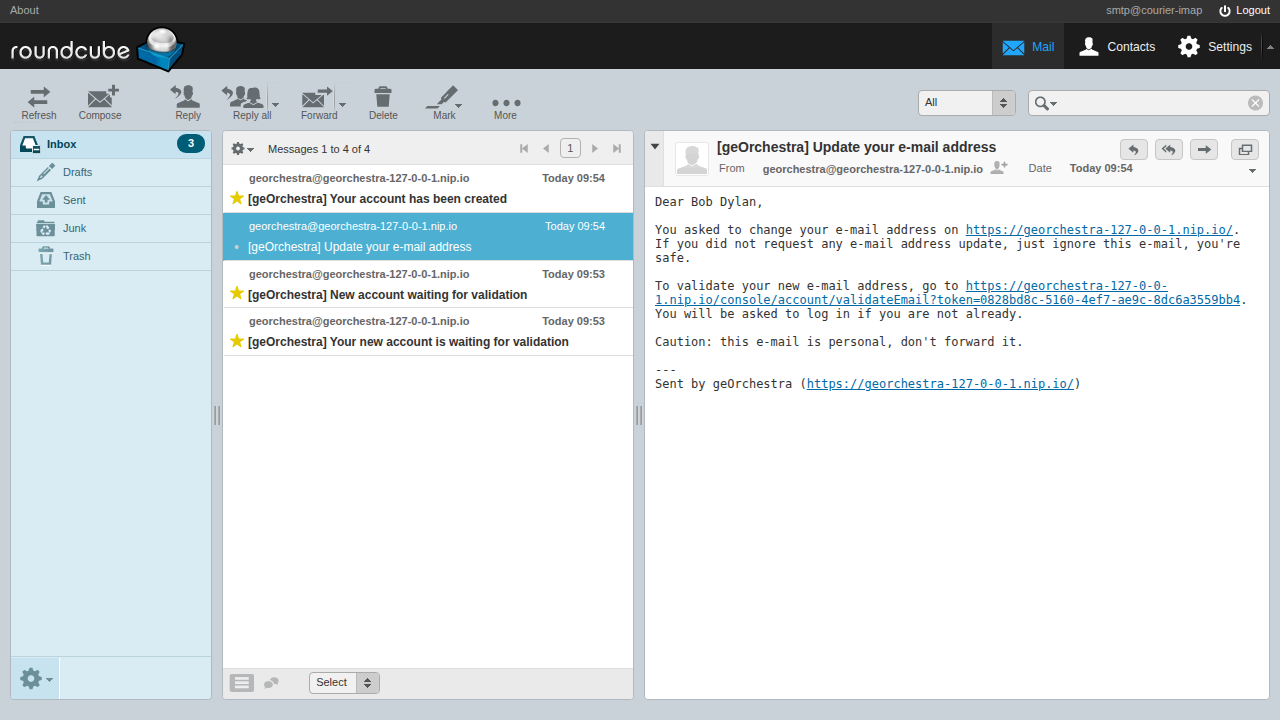 About
smtp@courier-imap
Logout
roundcube
Mail
Contacts
Settings
Refresh
Compose
Reply
Reply all
Forward
Delete
Mark
More
All
Inbox
3
Drafts
Sent
Junk
Trash
Messages 1 to 4 of 4
1
georchestra@georchestra-127-0-0-1.nip.io Today 09:54
[geOrchestra] Your account has been created
georchestra@georchestra-127-0-0-1.nip.io Today 09:54
[geOrchestra] Update your e-mail address
georchestra@georchestra-127-0-0-1.nip.io Today 09:53
[geOrchestra] New account waiting for validation
georchestra@georchestra-127-0-0-1.nip.io Today 09:53
[geOrchestra] Your new account is waiting for validation
Select
[geOrchestra] Update your e-mail address
From georchestra@georchestra-127-0-0-1.nip.io Date Today 09:54
Dear Bob Dylan,
You asked to change your e-mail address on https://georchestra-127-0-0-1.nip.io/.
If you did not request any e-mail address update, just ignore this e-mail, you're
safe.
To validate your new e-mail address, go to https://georchestra-127-0-0-
1.nip.io/console/account/validateEmail?token=0828bd8c-5160-4ef7-ae9c-8dc6a3559bb4.
You will be asked to log in if you are not already.
Caution: this e-mail is personal, don't forward it.
---
Sent by geOrchestra (https://georchestra-127-0-0-1.nip.io/)